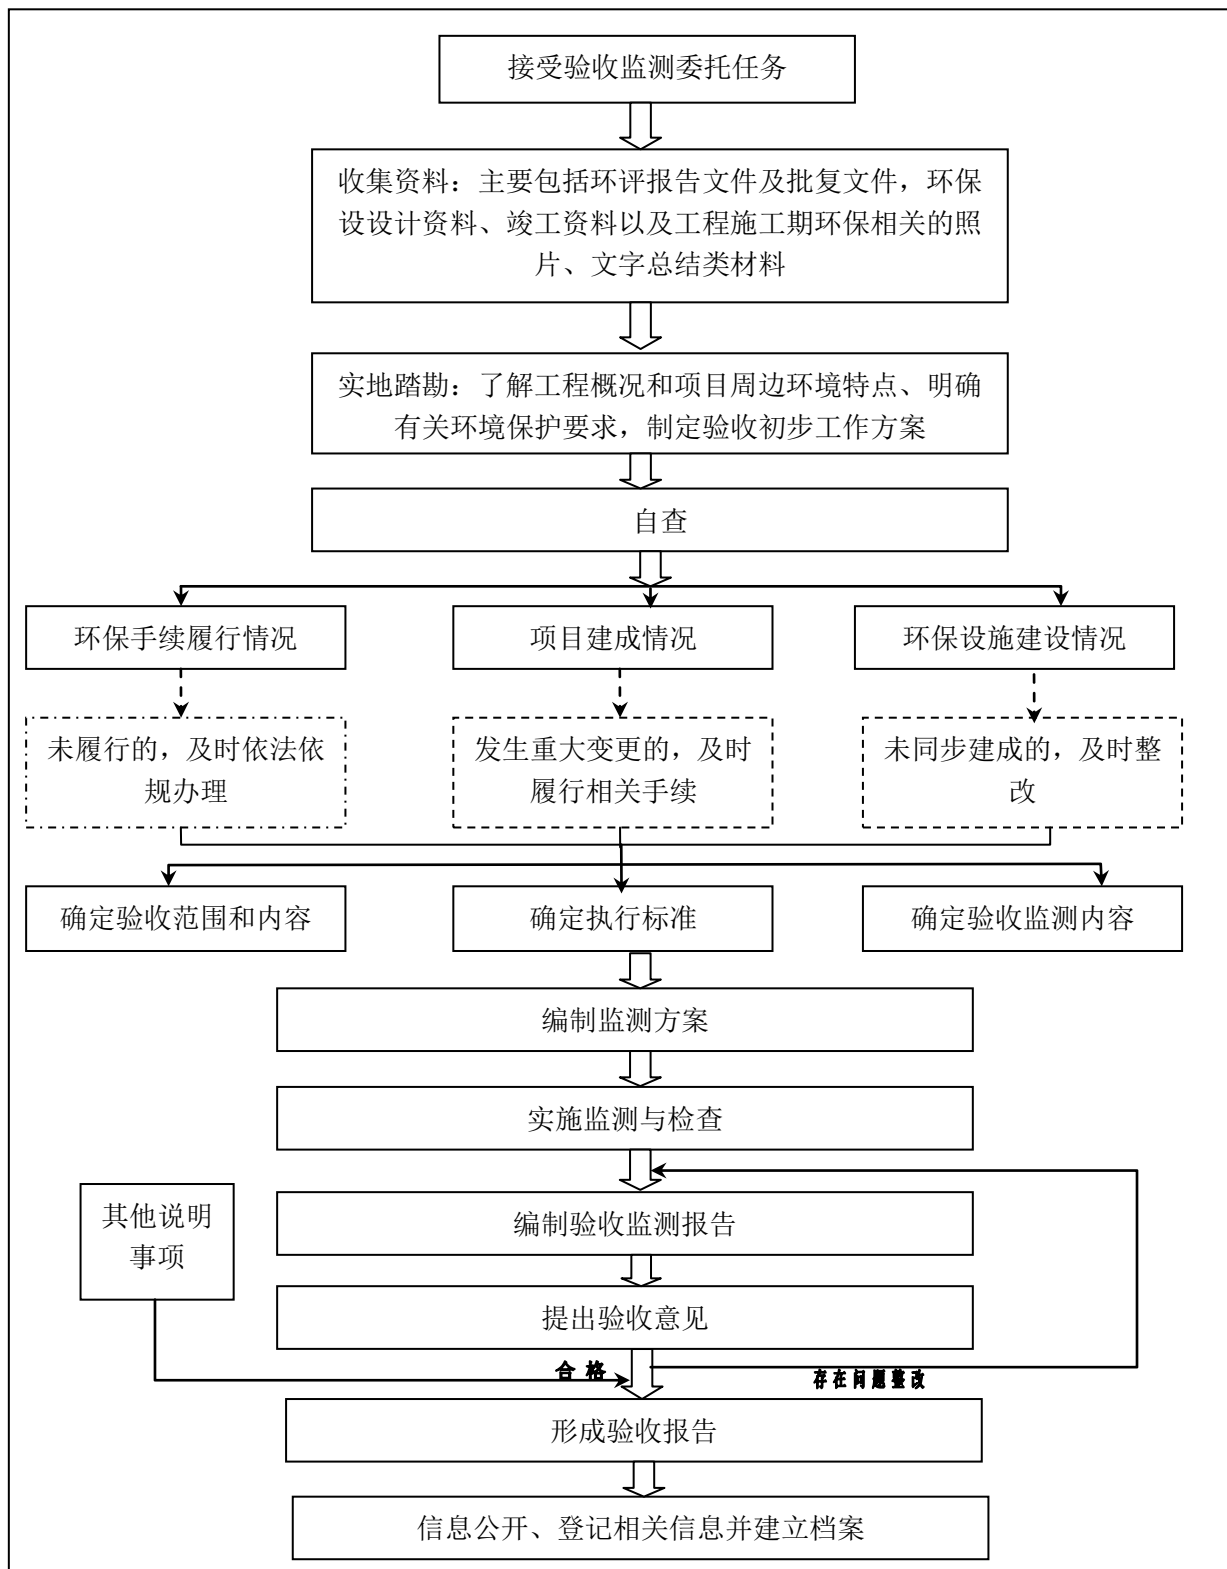 接受验收监测委托任务
收集资料：主要包括环评报告文件及批复文件，环保
设设计资料、竣工资料以及工程施工期环保相关的照
片、文字总结类材料
实地踏勘：了解工程概况和项目周边环境特点、明确
有关环境保护要求，制定验收初步工作方案
自查
环保手续履行情况
项目建成情况
环保设施建设情况
未履行的，及时依法依
规办理
发生重大变更的，及时
履行相关手续
未同步建成的，及时整
改
确定验收范围和内容
确定执行标准
确定验收监测内容
编制监测方案
实施监测与检查
其他说明
事项
编制验收监测报告
提出验收意见
合格
存在问题整改
形成验收报告
信息公开、登记相关信息并建立档案